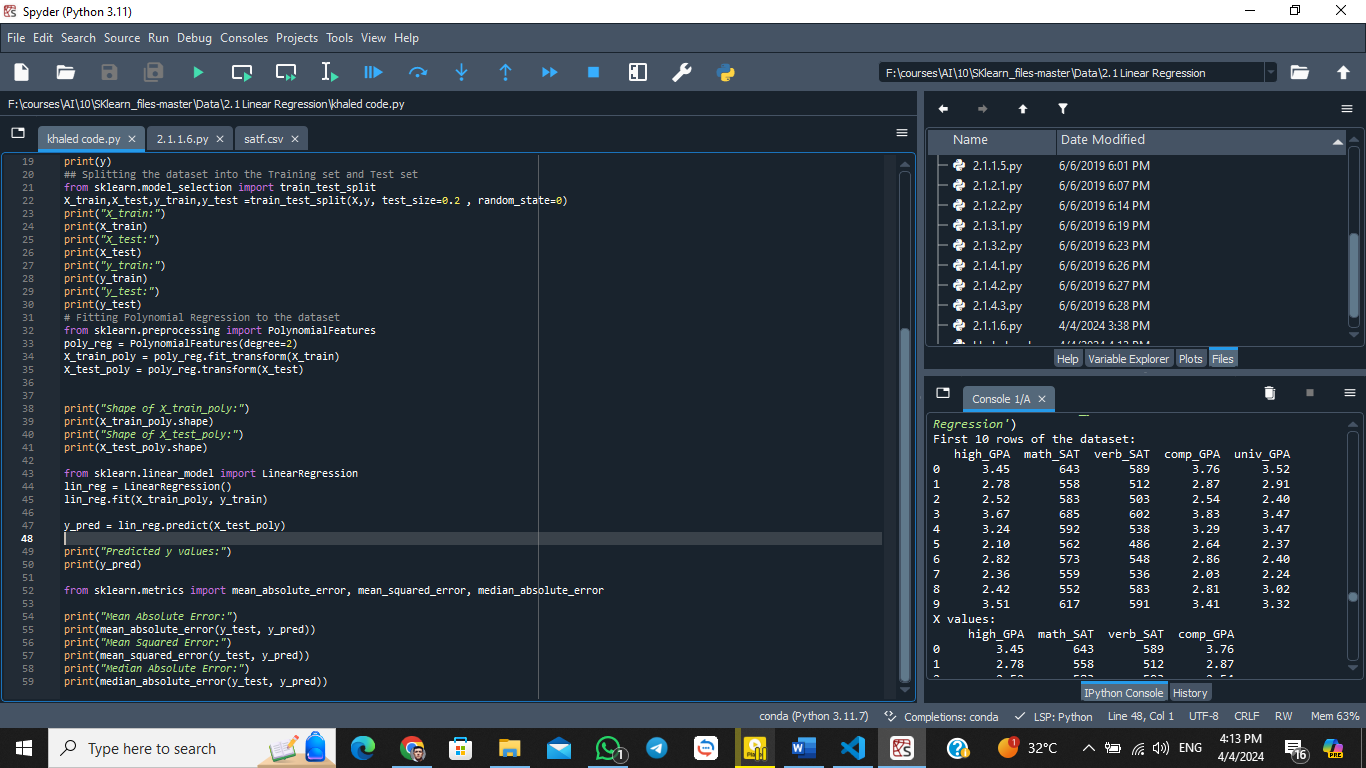 Spyder (Python 3.11)
File Edit Search Source Run Debug Consoles Projects Tools View Help
F:\courses\AI\10\SKlearn_files-master\Data\2.1 Linear Regression
F:\courses\AI\10\SKlearn_files-master\Data\2.1 Linear Regression\khaled code.py
khaled code.py 2.1.1.6.py satf.csv
19 print(y)
20 ## Splitting the dataset into the Training set and Test set
21 from sklearn.model_selection import train_test_split
22 X_train,X_test,y_train,y_test =train_test_split(X,y, test_size=0.2 , random_state=0)
23 print("X_train:")
24 print(X_train)
25 print("X_test:")
26 print(X_test)
27 print("y_train:")
28 print(y_train)
29 print("y_test:")
30 print(y_test)
31 # Fitting Polynomial Regression to the dataset
32 from sklearn.preprocessing import PolynomialFeatures
33 poly_reg = PolynomialFeatures(degree=2)
34 X_train_poly = poly_reg.fit_transform(X_train)
35 X_test_poly = poly_reg.transform(X_test)
36
37
38 print("Shape of X_train_poly:")
39 print(X_train_poly.shape)
40 print("Shape of X_test_poly:")
41 print(X_test_poly.shape)
42
43 from sklearn.linear_model import LinearRegression
44 lin_reg = LinearRegression()
45 lin_reg.fit(X_train_poly, y_train)
46
47 y_pred = lin_reg.predict(X_test_poly)
48
49 print("Predicted y values:")
50 print(y_pred)
51
52 from sklearn.metrics import mean_absolute_error, mean_squared_error, median_absolute_error
53
54 print("Mean Absolute Error:")
55 print(mean_absolute_error(y_test, y_pred))
56 print("Mean Squared Error:")
57 print(mean_squared_error(y_test, y_pred))
58 print("Median Absolute Error:")
59 print(median_absolute_error(y_test, y_pred))
Name Date Modified
2.1.1.5.py 6/6/2019 6:01 PM
2.1.2.1.py 6/6/2019 6:07 PM
2.1.2.2.py 6/6/2019 6:14 PM
2.1.3.1.py 6/6/2019 6:19 PM
2.1.3.2.py 6/6/2019 6:23 PM
2.1.4.1.py 6/6/2019 6:26 PM
2.1.4.2.py 6/6/2019 6:27 PM
2.1.4.3.py 6/6/2019 6:28 PM
2.1.1.6.py 4/4/2024 3:38 PM
Help Variable Explorer Plots Files
Console 1/A
Regression')
First 10 rows of the dataset:
high_GPA math_SAT verb_SAT comp_GPA univ_GPA
0 3.45 643 589 3.76 3.52
1 2.78 558 512 2.87 2.91
2 2.52 583 503 2.54 2.40
3 3.67 685 602 3.83 3.47
4 3.24 592 538 3.29 3.47
5 2.10 562 486 2.64 2.37
6 2.82 573 548 2.86 2.40
7 2.36 559 536 2.03 2.24
8 2.42 552 583 2.81 3.02
9 3.51 617 591 3.41 3.32
X values:
high_GPA math_SAT verb_SAT comp_GPA
0 3.45 643 589 3.76
1 2.78 558 512 2.87
IPython Console History
conda (Python 3.11.7) Completions: conda LSP: Python Line 48, Col 1 UTF-8 CRLF RW Mem 63%
Type here to search
1
1
32°C
ENG
4:13 PM
4/4/2024
16
PRE